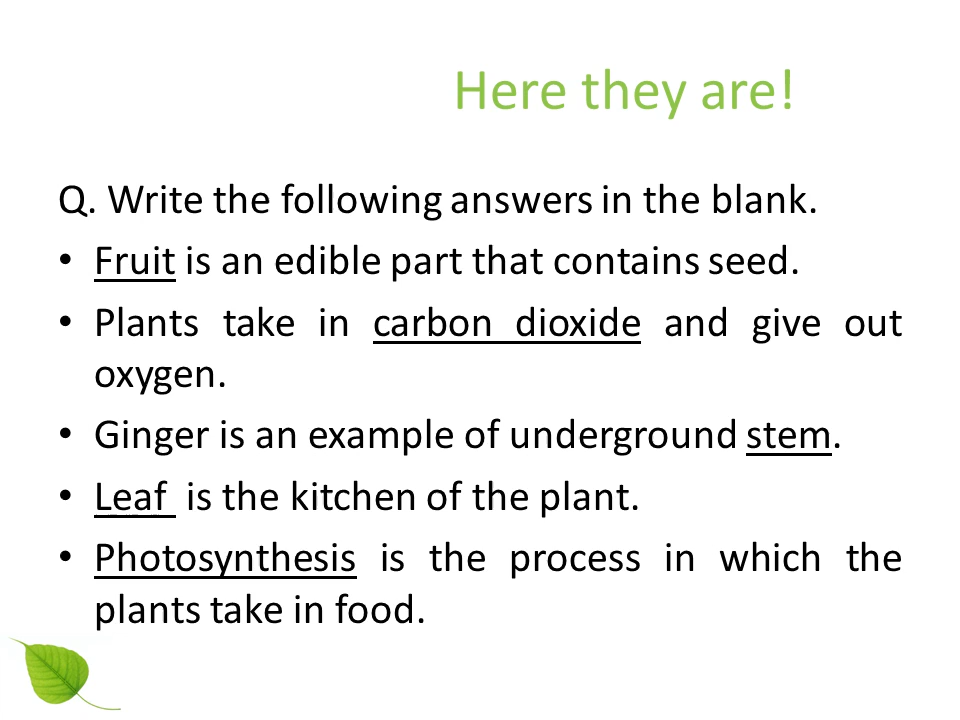 Here they are!
Q. Write the following answers in the blank.
• Fruit is an edible part that contains seed.
• Plants take in carbon dioxide and give out
oxygen.
• Ginger is an example of underground stem.
• Leaf is the kitchen of the plant.
• Photosynthesis is the process in which the
plants take in food.